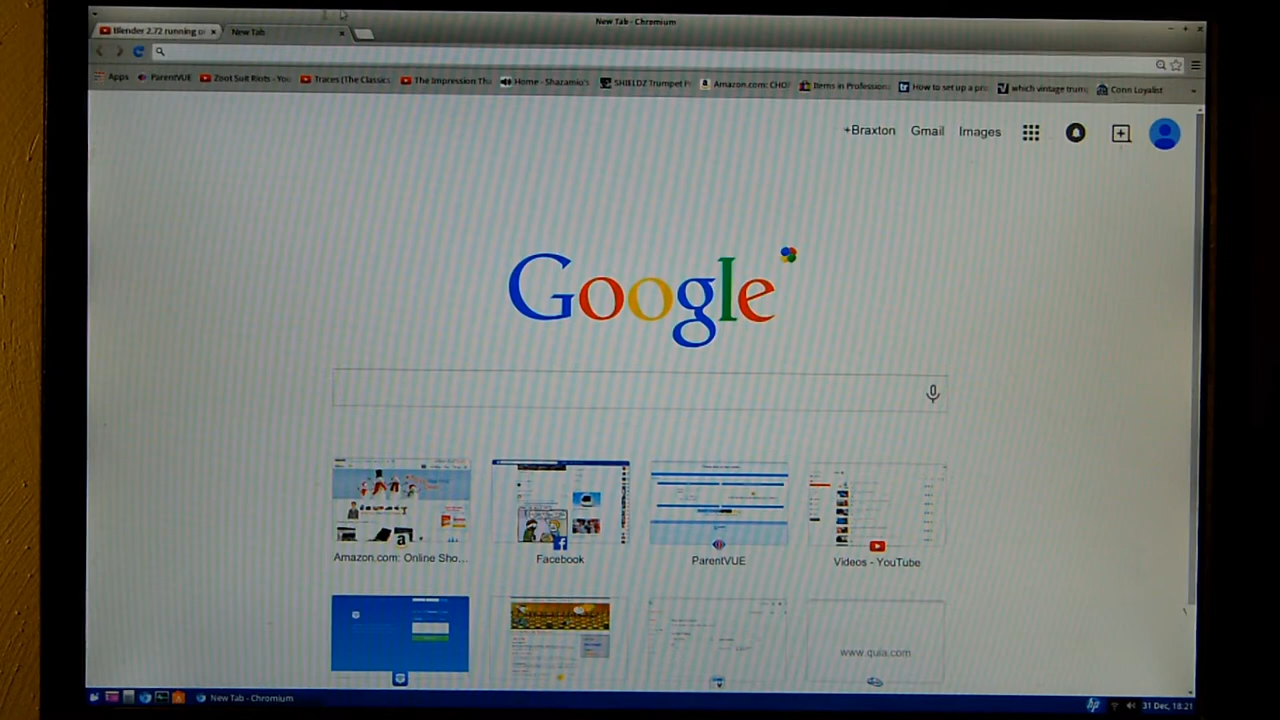 New Tab - Chromium
Blender 2.72 running o
New Tab
Apps ParentVUE Zoot Suit Riots - You Traces (The Classics The Impression Tha Home - Shazamio's SHIELDZ Trumpet P Amazon.com: CHO Items in Professiona How to set up a pro which vintage trum Conn Loyalist
+Braxton Gmail Images
Google
Amazon.com: Online Sho... Facebook ParentVUE Videos - YouTube
www.quia.com
New Tab - Chromium hp 31 Dec, 18:21